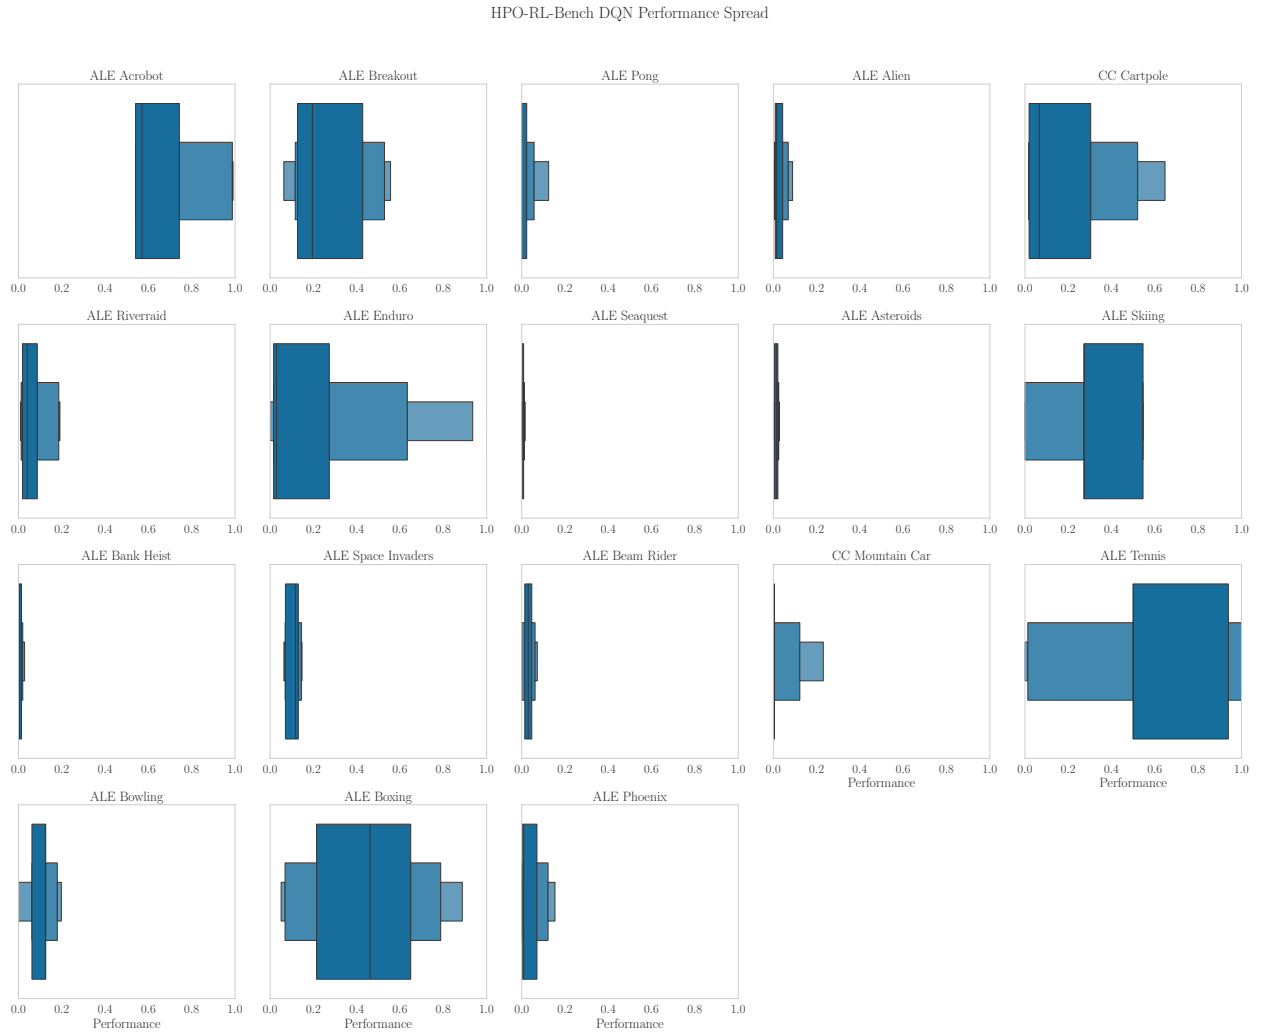 HPO-RL-Bench DQN Performance Spread
ALE Acrobot ALE Breakout ALE Pong ALE Alien CC Cartpole
0.0 0.2 0.4 0.6 0.8 1.0 0.0 0.2 0.4 0.6 0.8 1.0 0.0 0.2 0.4 0.6 0.8 1.0 0.0 0.2 0.4 0.6 0.8 1.0 0.0 0.2 0.4 0.6 0.8 1.0
ALE Riverraid ALE Enduro ALE Seaquest ALE Asteroids ALE Skiing
0.0 0.2 0.4 0.6 0.8 1.0 0.0 0.2 0.4 0.6 0.8 1.0 0.0 0.2 0.4 0.6 0.8 1.0 0.0 0.2 0.4 0.6 0.8 1.0 0.0 0.2 0.4 0.6 0.8 1.0
ALE Bank Heist ALE Space Invaders ALE Beam Rider CC Mountain Car ALE Tennis
0.0 0.2 0.4 0.6 0.8 1.0 0.0 0.2 0.4 0.6 0.8 1.0 0.0 0.2 0.4 0.6 0.8 1.0 0.0 0.2 0.4 0.6 0.8 1.0 0.0 0.2 0.4 0.6 0.8 1.0
Performance Performance
ALE Bowling ALE Boxing ALE Phoenix
0.0 0.2 0.4 0.6 0.8 1.0 0.0 0.2 0.4 0.6 0.8 1.0 0.0 0.2 0.4 0.6 0.8 1.0
Performance Performance Performance